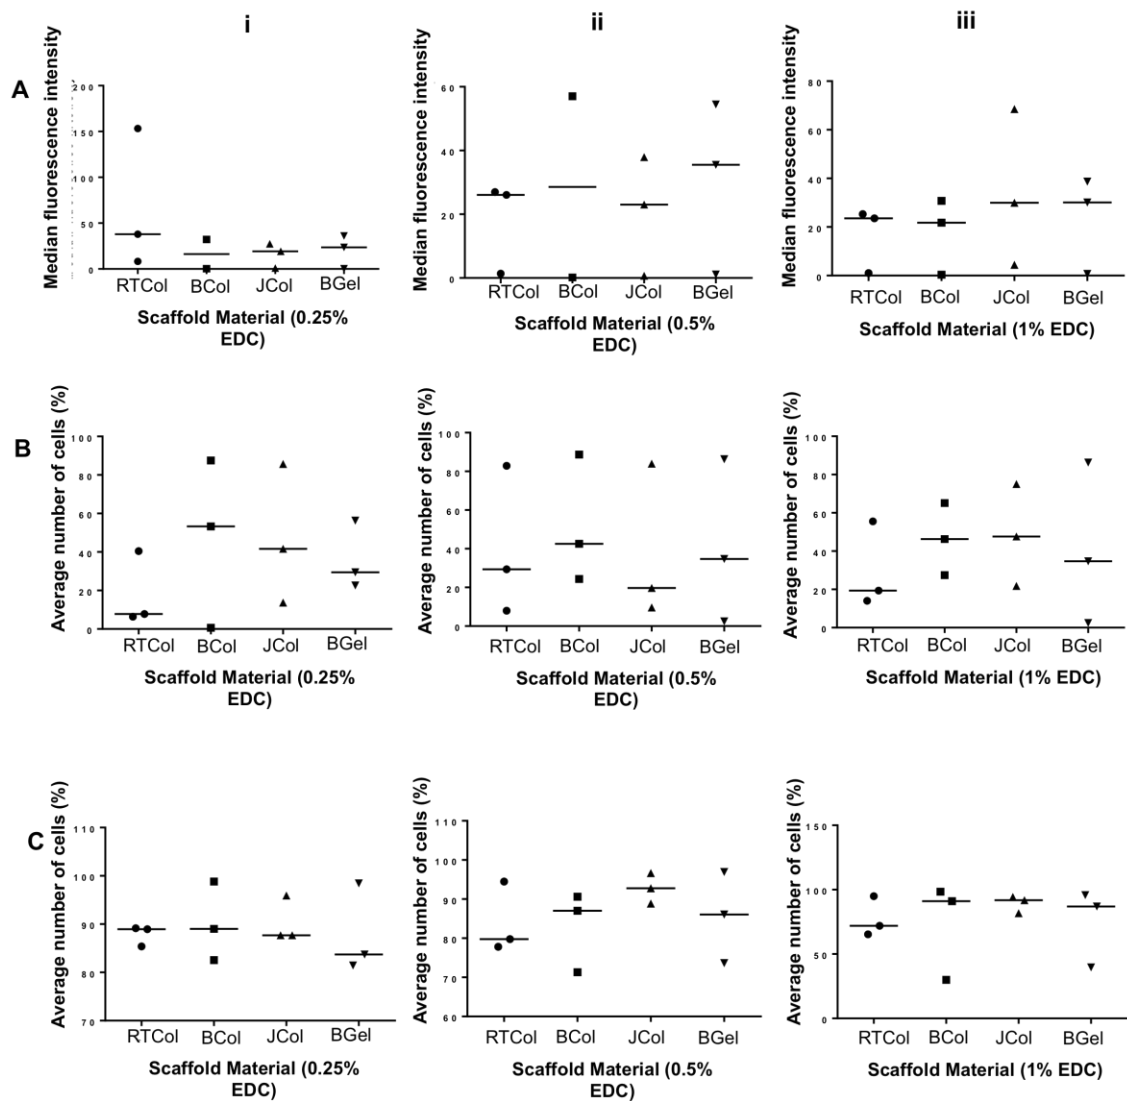 i
ii
iii
A
Median fluorescence intensity
200
150
100
50
0
RTCol BCol JCol BGel
Scaffold Material (0.25%
EDC)
Median fluorescence intensity
60
40
20
0
RTCol BCol JCol BGel
Scaffold Material (0.5%
EDC)
Median fluorescence intensity
80
60
40
20
0
RTCol BCol JCol BGel
Scaffold Material (1% EDC)
B
Average number of cells (%)
100
80
60
40
20
0
RTCol BCol JCol BGel
Scaffold Material (0.25%
EDC)
Average number of cells (%)
100
80
60
40
20
0
RTCol BCol JCol BGel
Scaffold Material (0.5%
EDC)
Average number of cells (%)
100
80
60
40
20
0
RTCol BCol JCol BGel
Scaffold Material (1% EDC)
C
Average number of cells (%)
110
100
90
80
70
RTCol BCol JCol BGel
Scaffold Material (0.25%
EDC)
Average number of cells (%)
110
100
90
80
70
60
RTCol BCol JCol BGel
Scaffold Material (0.5%
EDC)
Average number of cells (%)
150
100
50
0
RTCol BCol JCol BGel
Scaffold Material (1% EDC)